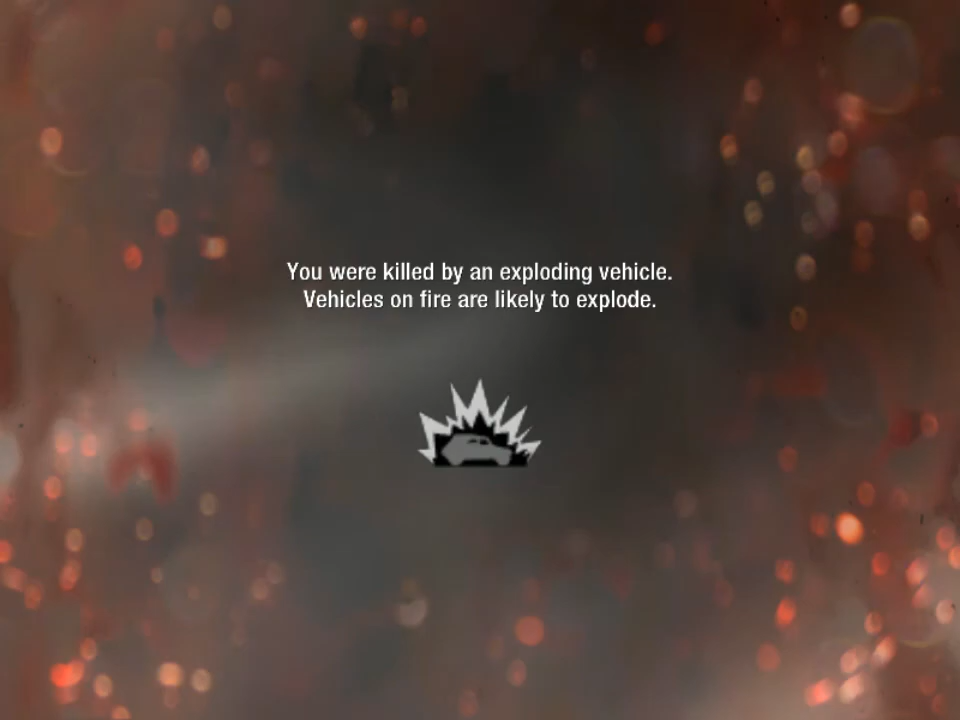 You were killed by an exploding vehicle.
Vehicles on fire are likely to explode.